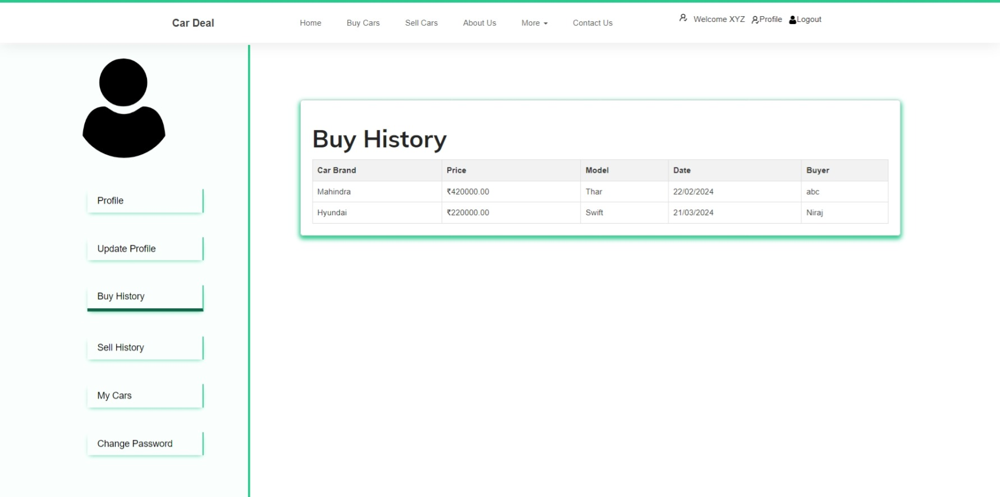 Car Deal Home Buy Cars Sell Cars About Us More Contact Us Welcome XYZ Profile Logout
Profile
Update Profile
Buy History
Sell History
My Cars
Change Password
Buy History
Car Brand Price Model Date Buyer
Mahindra ₹420000.00 Thar 22/02/2024 abc
Hyundai ₹220000.00 Swift 21/03/2024 Niraj